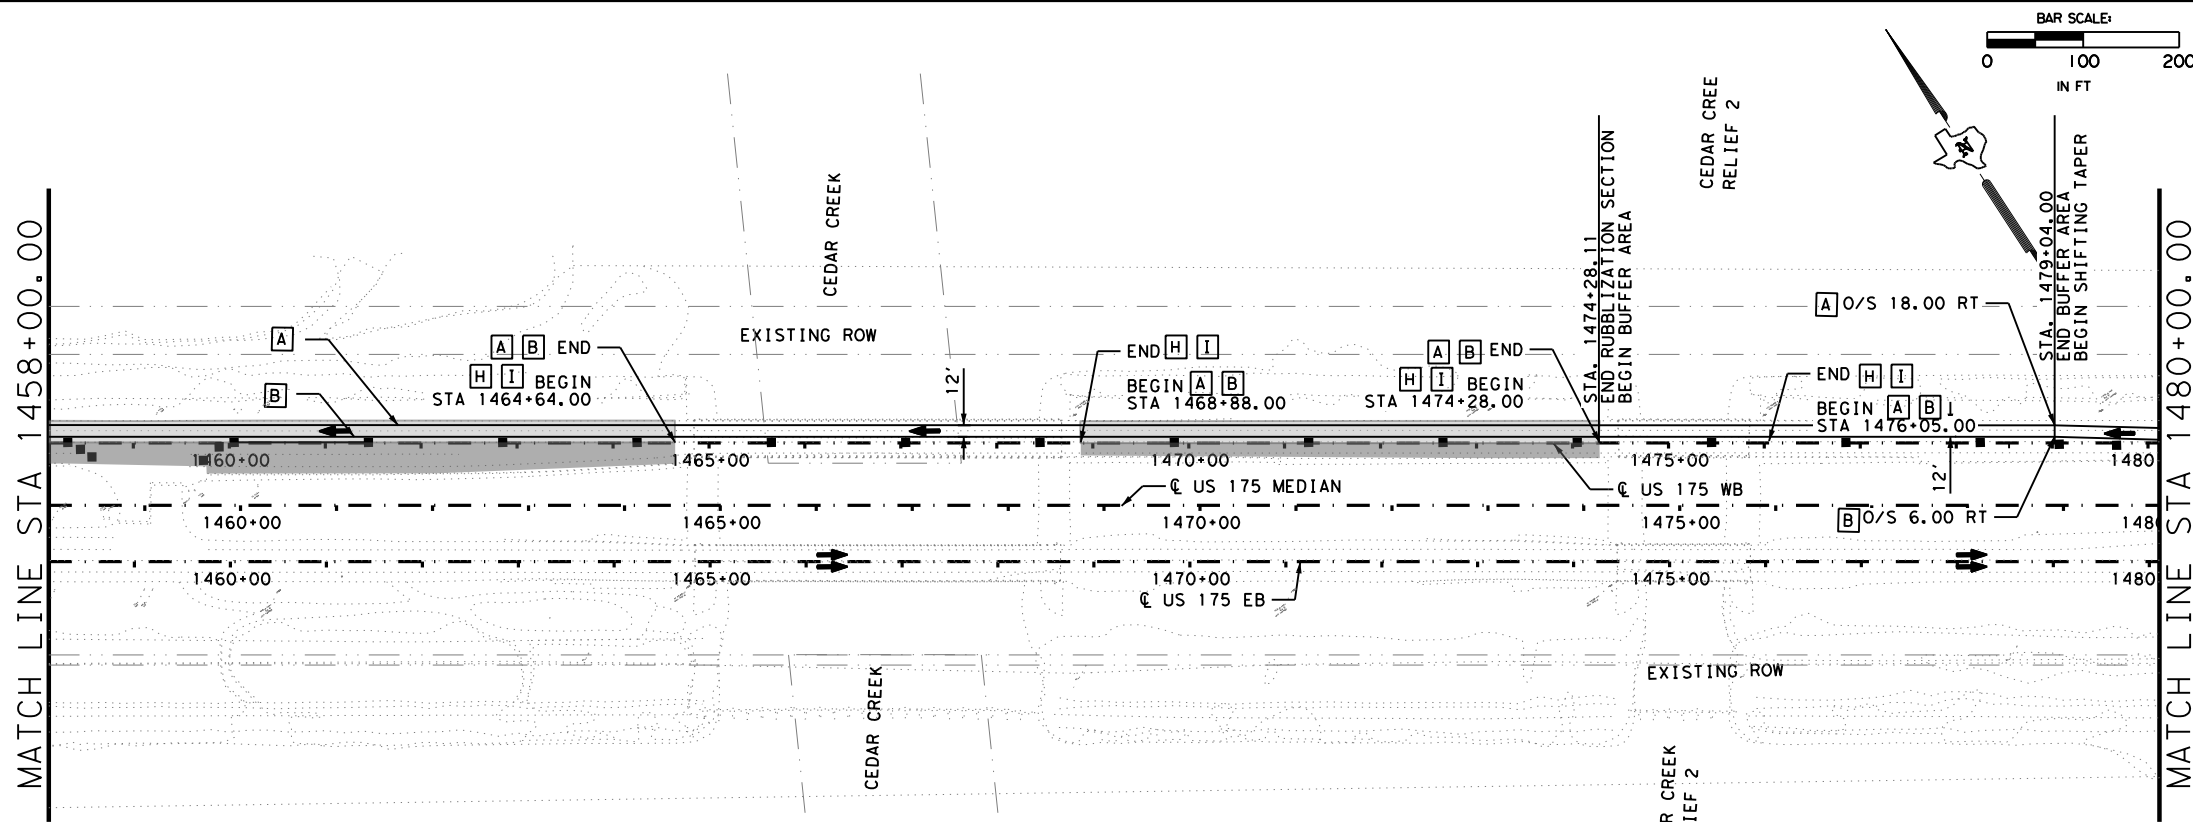 BAR SCALE:
0 100 200
IN FT
MATCH LINE STA 1458+00.00
CEDAR CREEK
CEDAR CREE
RELIEF 2
STA. 1474+28.11
END RUBBLIZATION SECTION
BEGIN BUFFER AREA
STA. 1479+04.00
END BUFFER AREA
BEGIN SHIFTING TAPER
MATCH LINE STA 1480+00.00
A
B
A B END
H I BEGIN
STA 1464+64.00
EXISTING ROW
12'
END H I
BEGIN A B
STA 1468+88.00
A B END
H I BEGIN
STA 1474+28.00
A O/S 18.00 RT
END H I
BEGIN A B
STA 1476+05.00
1460+00 1465+00 1470+00 1475+00 1480
℄ US 175 MEDIAN
℄ US 175 WB
12'
B O/S 6.00 RT
1460+00 1465+00 1470+00 1475+00 148
1460+00 1465+00 1470+00 1475+00 1480
℄ US 175 EB
CEDAR CREEK
EXISTING ROW
R CREEK
IEF 2